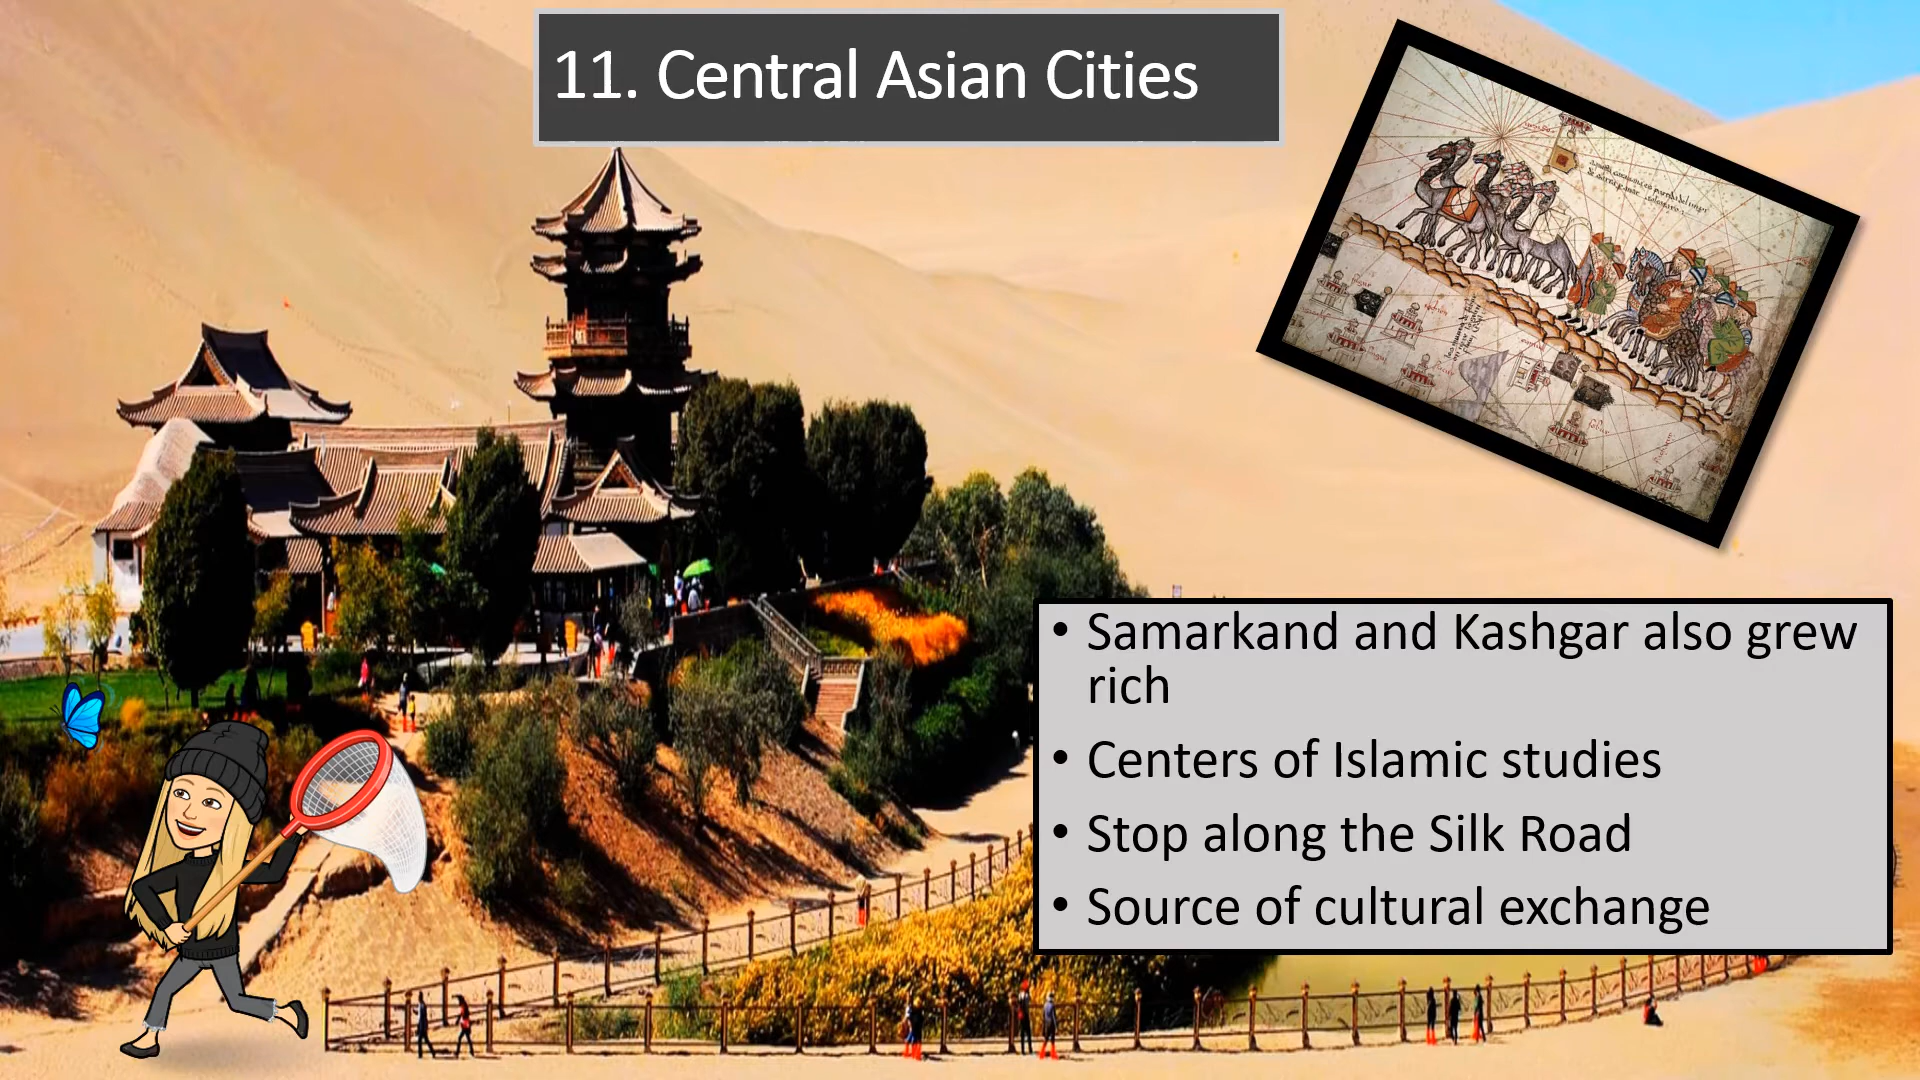 11. Central Asian Cities
• Samarkand and Kashgar also grew
rich
• Centers of Islamic studies
• Stop along the Silk Road
• Source of cultural exchange